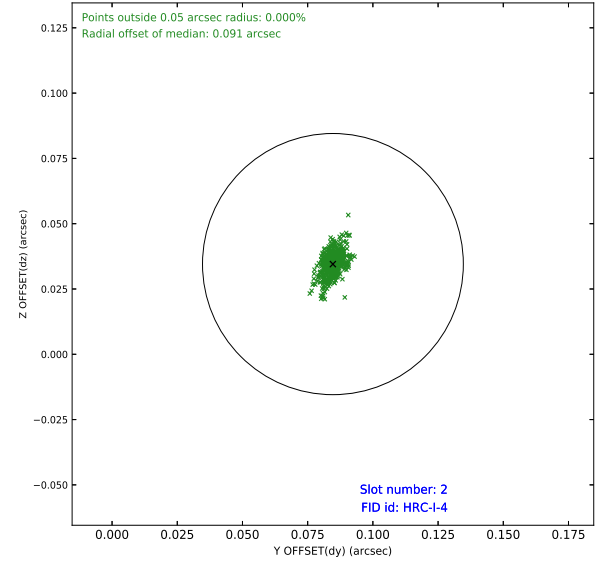 Points outside 0.05 arcsec radius: 0.000%
Radial offset of median: 0.091 arcsec
0.125
0.100
0.075
0.050
0.025
0.000
−0.025
−0.050
Z OFFSET(dz) (arcsec)
Slot number: 2
FID id: HRC-I-4
0.000 0.025 0.050 0.075 0.100 0.125 0.150 0.175
Y OFFSET(dy) (arcsec)